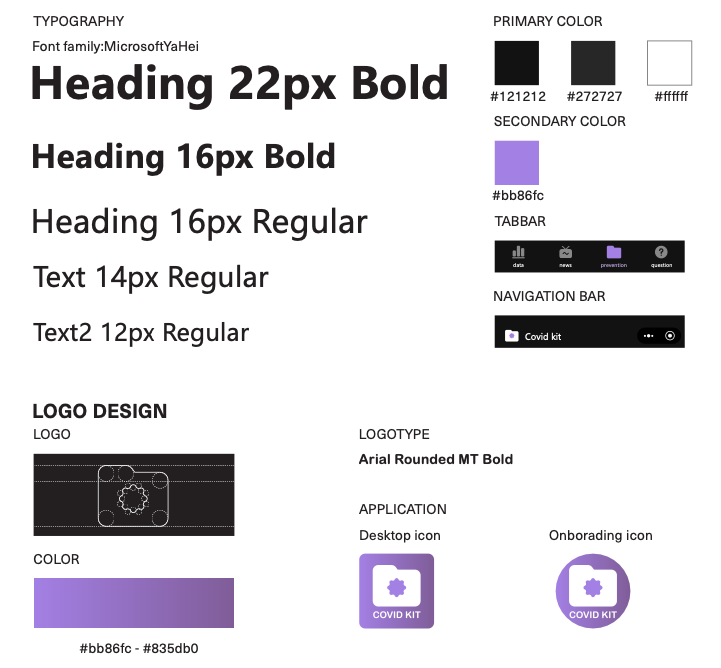 TYPOGRAPHY
Font family:MicrosoftYaHei
Heading 22px Bold
Heading 16px Bold
Heading 16px Regular
Text 14px Regular
Text2 12px Regular
PRIMARY COLOR
#121212
#272727
#ffffff
SECONDARY COLOR
#bb86fc
TABBAR
data
news
prevention
question
NAVIGATION BAR
Covid kit
LOGO DESIGN
LOGO
COLOR
#bb86fc - #835db0
LOGOTYPE
Arial Rounded MT Bold
APPLICATION
Desktop icon
COVID KIT
Onborading icon
COVID KIT